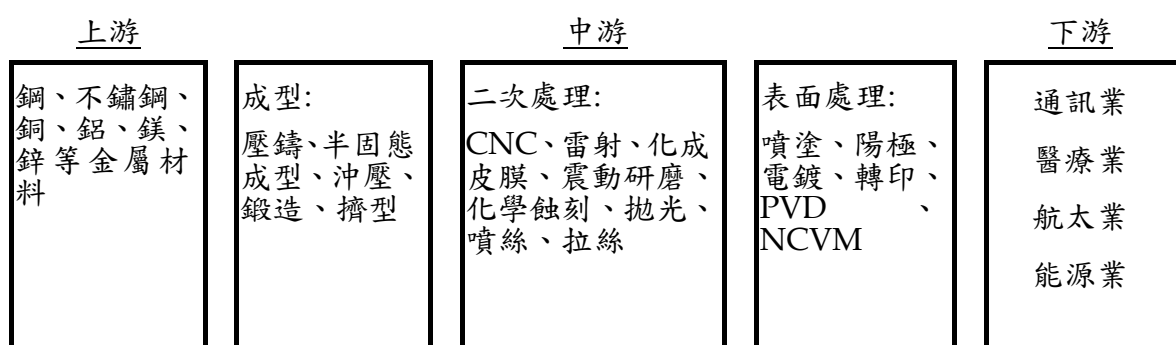 上游
中游
下游
鋼、不鏽鋼、
銅、鋁、鎂、
鋅等金屬材
料
成型:
壓鑄、半固態
成型、沖壓、
鍛造、擠型
二次處理:
CNC、雷射、化成
皮膜、震動研磨、
化學蝕刻、拋光、
噴絲、拉絲
表面處理:
噴塗、陽極、
電鍍、轉印、
PVD、
NCVM
通訊業
醫療業
航太業
能源業